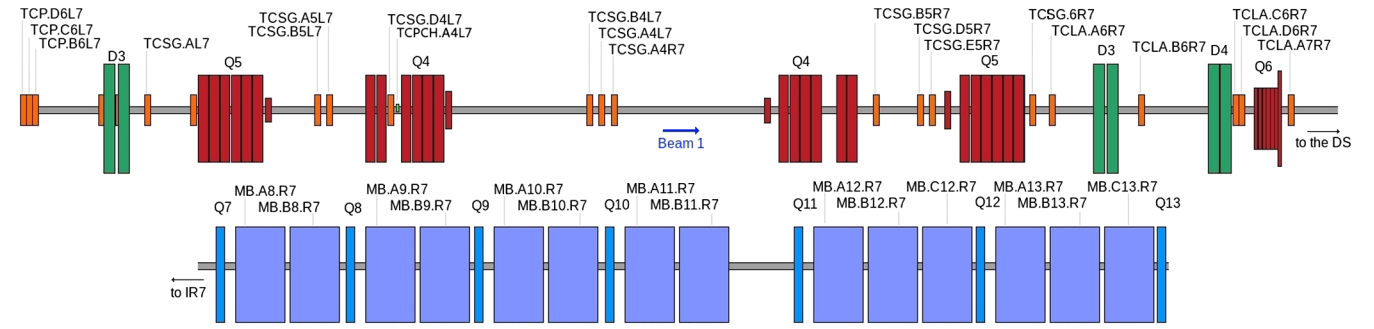 TCP.D6L7
TCP.C6L7
TCP.B6L7
D3
TCSG.AL7
Q5
TCSG.A5L7
TCSG.B5L7
TCSG.D4L7
TCPCH.A4L7
Q4
TCSG.B4L7
TCSG.A4L7
TCSG.A4R7
Beam 1
Q4
TCSG.B5R7
TCSG.D5R7
TCSG.E5R7
Q5
TCSG.6R7
TCLA.A6R7
D3
TCLA.B6R7
D4
TCLA.C6R7
TCLA.D6R7
TCLA.A7R7
Q6
to the DS
to IR7
Q7
MB.A8.R7
MB.B8.R7
Q8
MB.A9.R7
MB.B9.R7
Q9
MB.A10.R7
MB.B10.R7
Q10
MB.A11.R7
MB.B11.R7
Q11
MB.A12.R7
MB.B12.R7
MB.C12.R7
Q12
MB.A13.R7
MB.B13.R7
MB.C13.R7
Q13